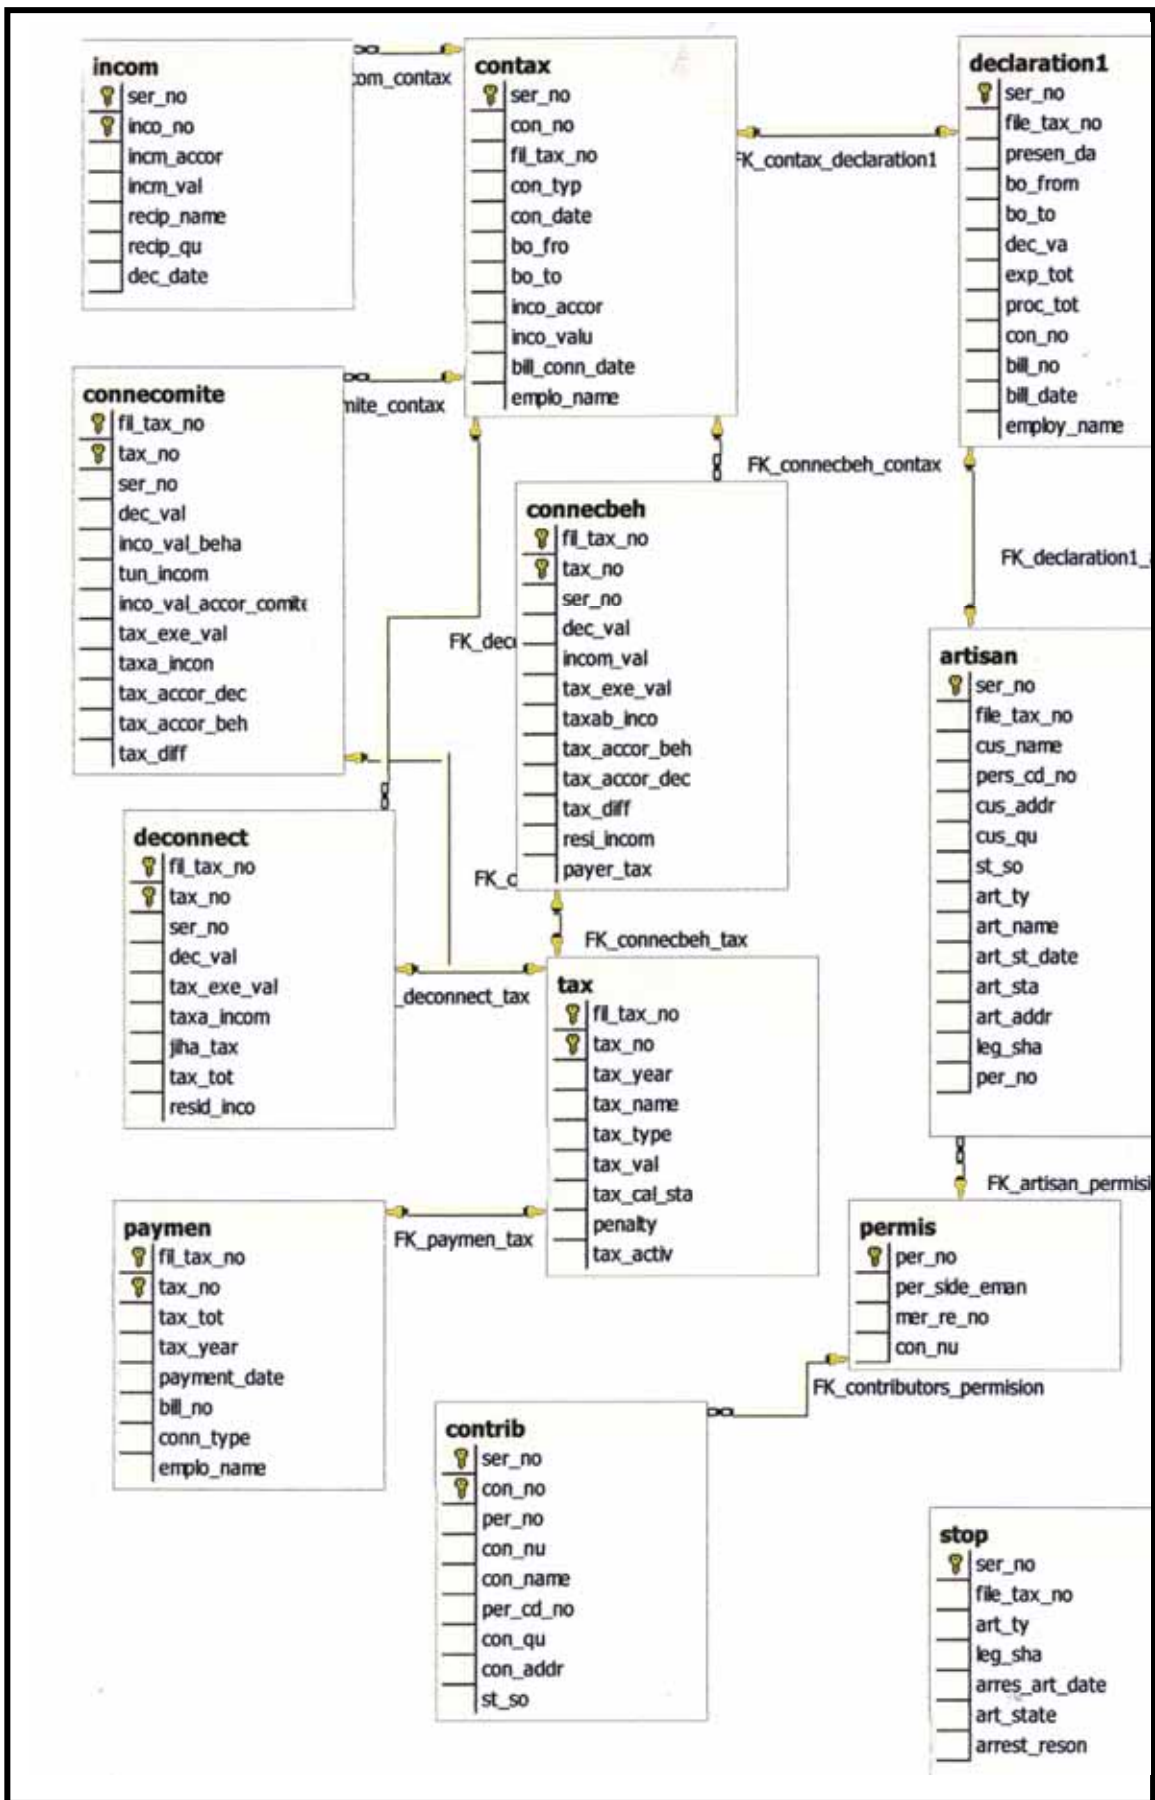 incom
ser_no
inco_no
incm_accor
incm_val
recip_name
recip_qu
dec_date
om_contax
contax
ser_no
con_no
fil_tax_no
con_typ
con_date
bo_fro
bo_to
inco_accor
inco_valu
bill_conn_date
emplo_name
FK_contax_declaration1
declaration1
ser_no
file_tax_no
presen_da
bo_from
bo_to
dec_va
exp_tot
proc_tot
con_no
bill_no
bill_date
employ_name
connecomite
fil_tax_no
tax_no
ser_no
dec_val
inco_val_beha
tun_incom
inco_val_accor_comite
tax_exe_val
taxa_incon
tax_accor_dec
tax_accor_beh
tax_diff
mite_contax
FK_connecbeh_contax
connecbeh
fil_tax_no
tax_no
ser_no
dec_val
incom_val
tax_exe_val
taxab_inco
tax_accor_beh
tax_accor_dec
tax_diff
resi_incom
payer_tax
FK_deco
FK_c
FK_declaration1_
artisan
ser_no
file_tax_no
cus_name
pers_cd_no
cus_addr
cus_qu
st_so
art_ty
art_name
art_st_date
art_sta
art_addr
leg_sha
per_no
deconnect
fil_tax_no
tax_no
ser_no
dec_val
tax_exe_val
taxa_incom
jiha_tax
tax_tot
resid_inco
_deconnect_tax
FK_connecbeh_tax
tax
fil_tax_no
tax_no
tax_year
tax_name
tax_type
tax_val
tax_cal_sta
penalty
tax_activ
FK_artisan_permisi
paymen
fil_tax_no
tax_no
tax_tot
tax_year
payment_date
bill_no
conn_type
emplo_name
FK_paymen_tax
permis
per_no
per_side_eman
mer_re_no
con_nu
FK_contributors_permision
contrib
ser_no
con_no
per_no
con_nu
con_name
per_cd_no
con_qu
con_addr
st_so
stop
ser_no
file_tax_no
art_ty
leg_sha
arres_art_date
art_state
arrest_reson